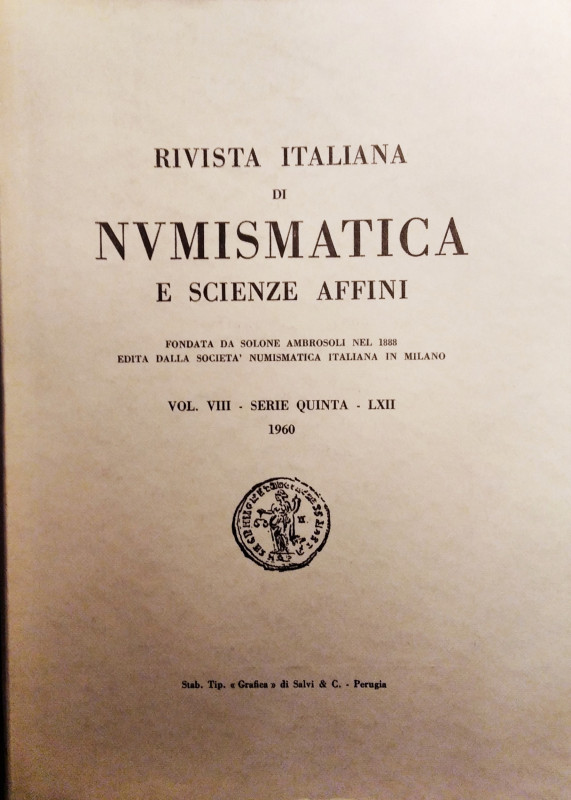 RIVISTA ITALIANA
DI
NVMISMATICA
E SCIENZE AFFINI
FONDATA DA SOLONE AMBROSOLI NEL 1888
EDITA DALLA SOCIETA' NUMISMATICA ITALIANA IN MILANO
VOL. VIII - SERIE QUINTA - LXII
1960
Stab. Tip. « Grafica » di Salvi & C. - Perugia